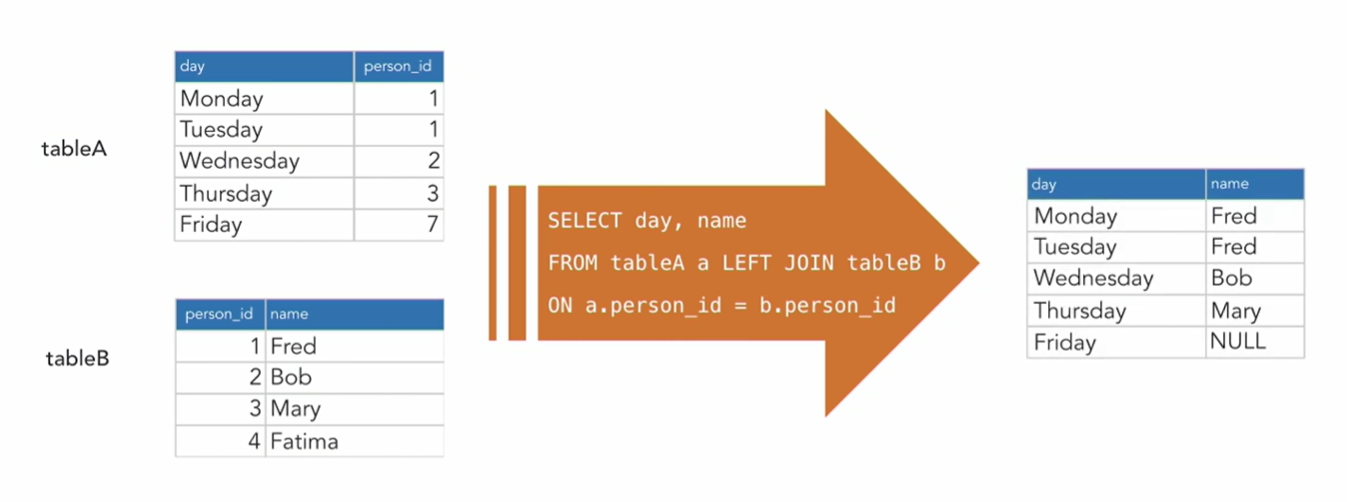 tableA
day person_id
Monday 1
Tuesday 1
Wednesday 2
Thursday 3
Friday 7
tableB
person_id name
1 Fred
2 Bob
3 Mary
4 Fatima
SELECT day, name
FROM tableA a LEFT JOIN tableB b
ON a.person_id = b.person_id
day name
Monday Fred
Tuesday Fred
Wednesday Bob
Thursday Mary
Friday NULL